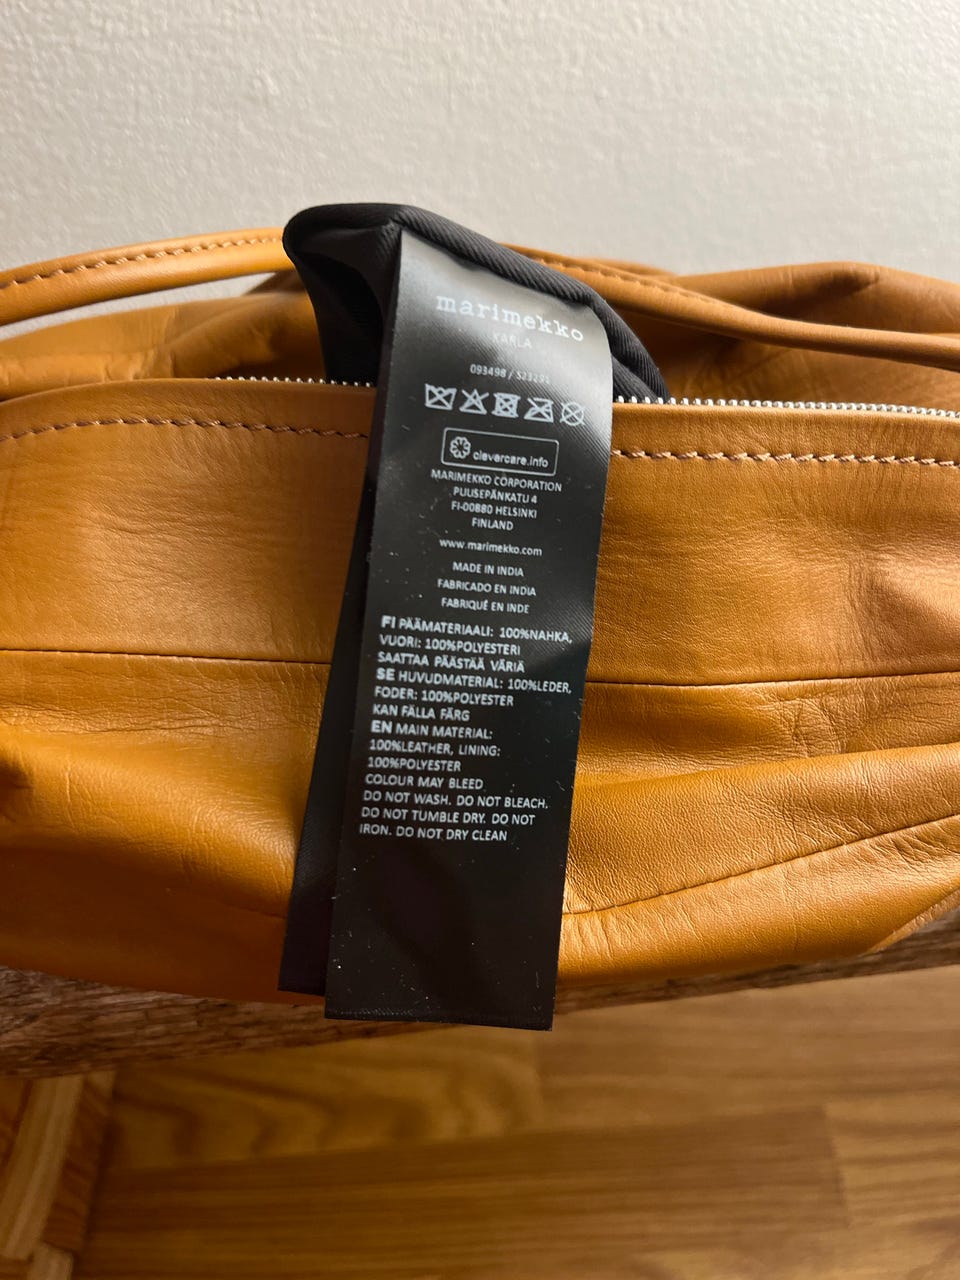 marimekko
KARLA
093498 / S23291
clevercare.info
MARIMEKKO CORPORATION
PUUSEPÄNKATU 4
FI-00880 HELSINKI
FINLAND
www.marimekko.com
MADE IN INDIA
FABRICADO EN INDIA
FABRIQUÉ EN INDE
FI PÄÄMATERIAALI: 100%NAHKA,
VUORI: 100%POLYESTERI
SAATTAA PÄÄSTÄÄ VÄRIÄ
SE HUVUDMATERIAL: 100%LEDER,
FODER: 100%POLYESTER
KAN FÄLLA FÄRG
EN MAIN MATERIAL:
100%LEATHER, LINING:
100%POLYESTER
COLOUR MAY BLEED
DO NOT WASH. DO NOT BLEACH.
DO NOT TUMBLE DRY. DO NOT
IRON. DO NOT DRY CLEAN